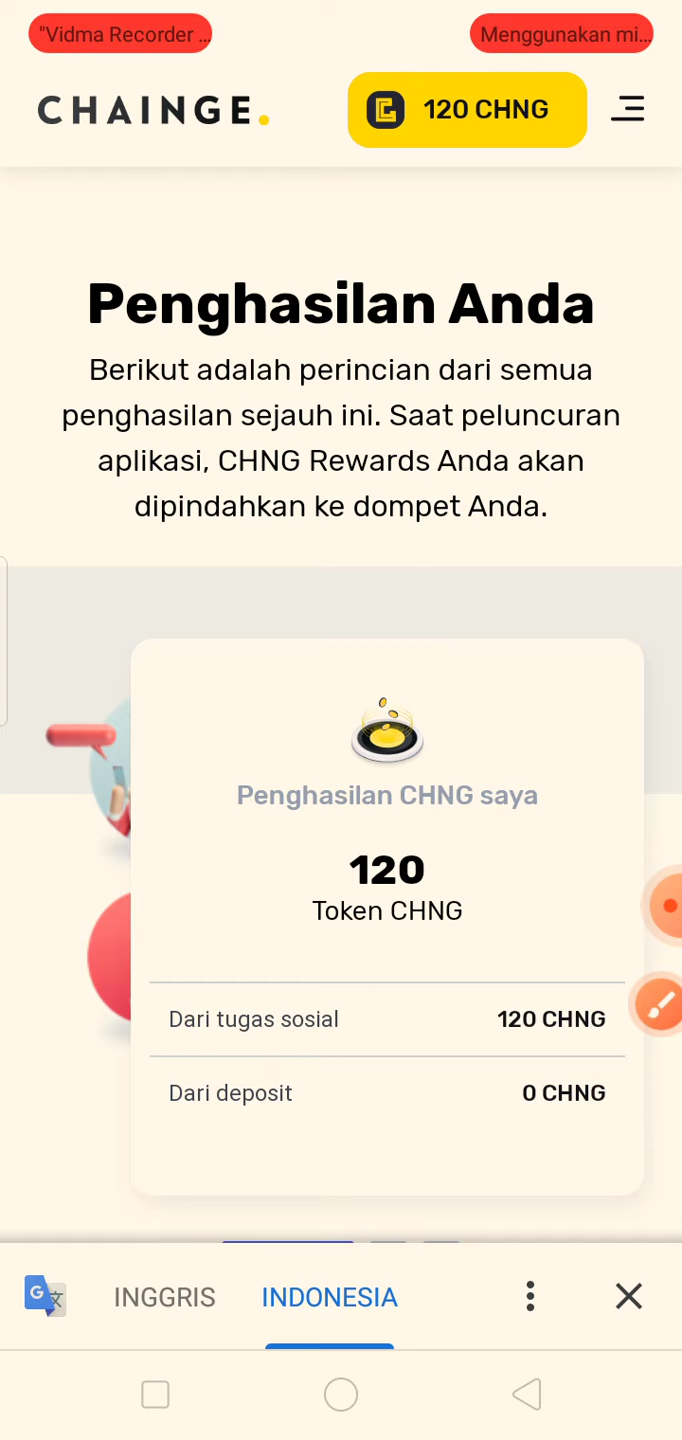 "Vidma Recorder ...
Menggunakan mi...
CHAINGE.
120 CHNG
Penghasilan Anda
Berikut adalah perincian dari semua
penghasilan sejauh ini. Saat peluncuran
aplikasi, CHNG Rewards Anda akan
dipindahkan ke dompet Anda.
Penghasilan CHNG saya
120
Token CHNG
Dari tugas sosial 120 CHNG
Dari deposit 0 CHNG
G
INGGRIS INDONESIA